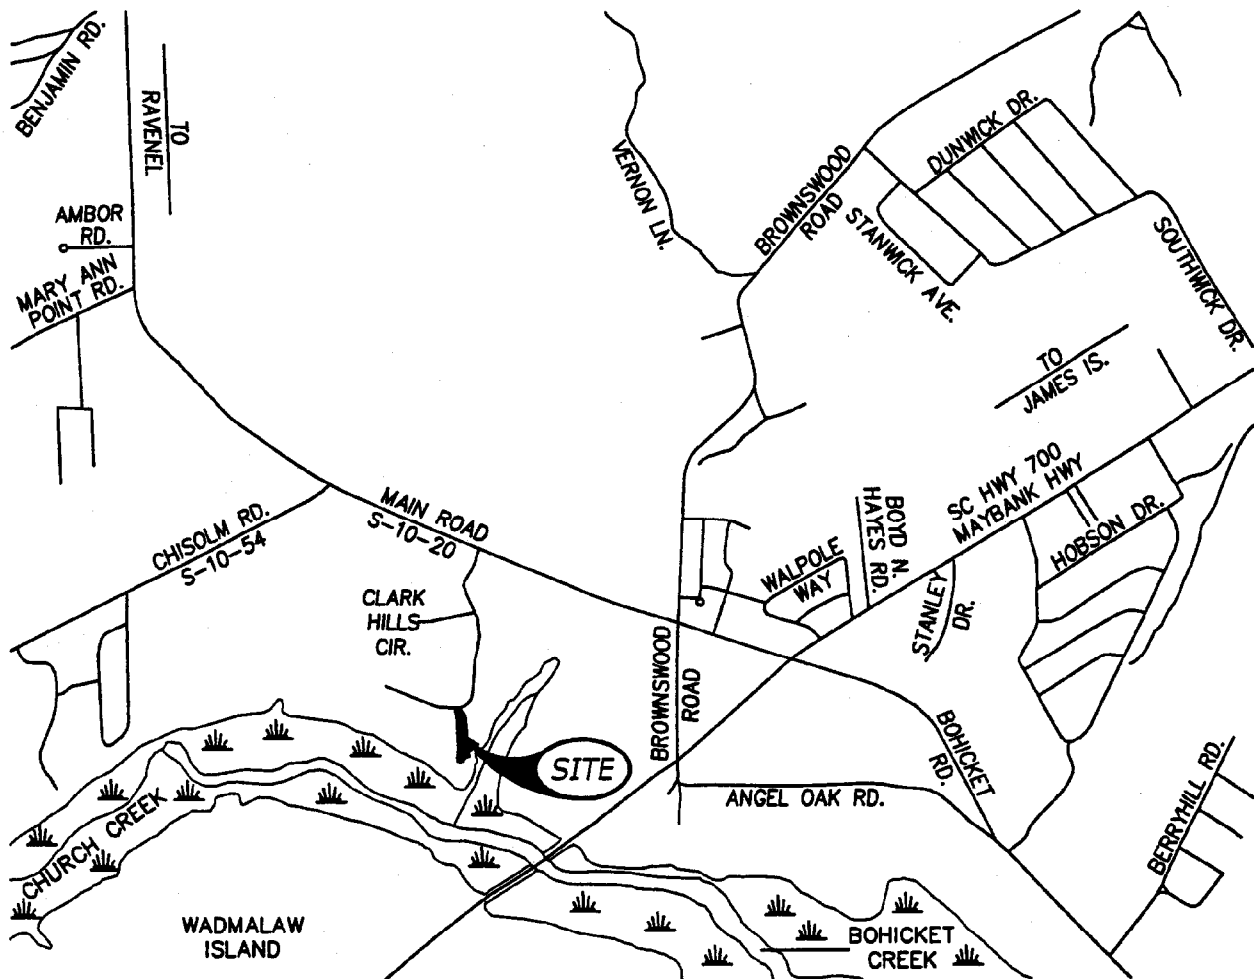 BENJAMIN RD.
TO
RAVENEL
AMBOR
RD.
MARY ANN
POINT RD.
VERNON LN.
BROWNSWOOD
ROAD
DUNWICK DR.
STANWICK AVE.
SOUTHWICK DR.
TO
JAMES IS.
SC HWY 700
MAYBANK HWY
HOBSON DR.
BOYD N.
HAYES RD.
WALPOLE
WAY
STANLEY
DR.
MAIN ROAD
S-10-20
CHISOLM RD.
S-10-54
CLARK
HILLS
CIR.
BROWNSWOOD
ROAD
BOHICKET
RD.
SITE
ANGEL OAK RD.
BERRYHILL RD.
CHURCH CREEK
WADMALAW
ISLAND
BOHICKET
CREEK